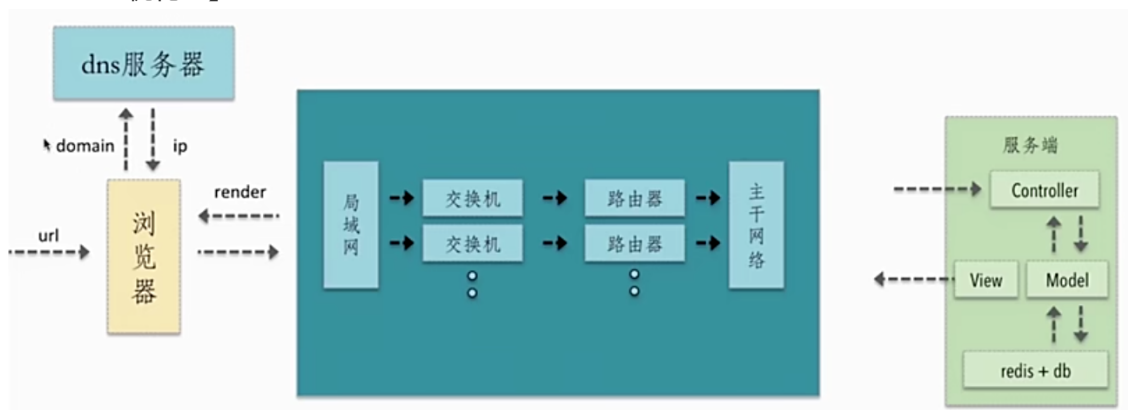 dns服务器
domain
ip
浏览器
url
render
局域网
交换机
路由器
交换机
路由器
主干网络
服务端
Controller
View
Model
redis + db